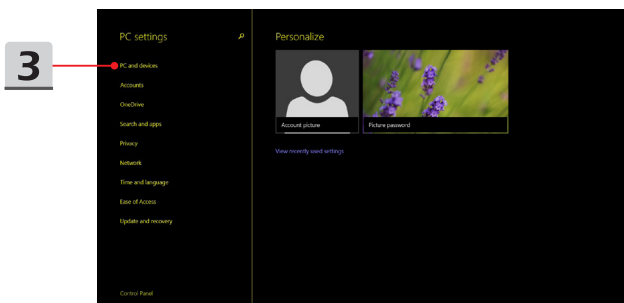 3
PC settings
PC and devices
Accounts
OneDrive
Search and apps
Privacy
Network
Time and language
Ease of Access
Update and recovery
Control Panel
Personalize
Account picture
Picture password
View recently used settings